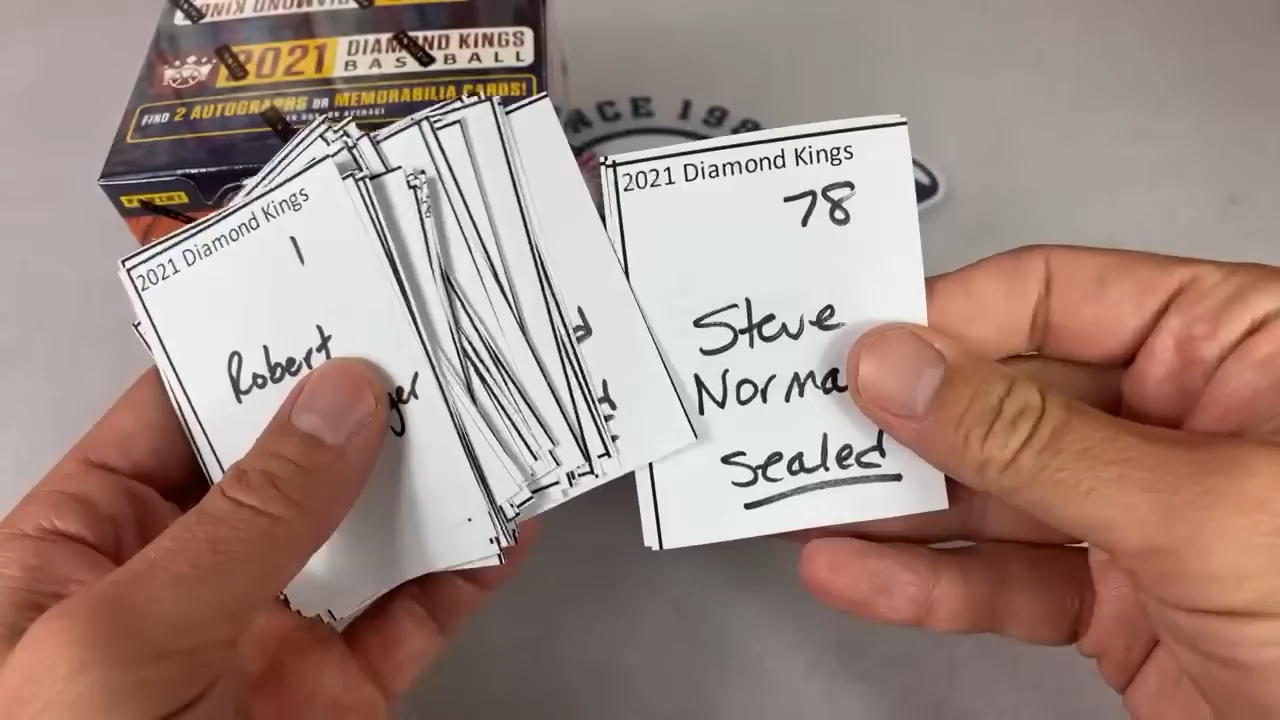 2021 DIAMOND KINGS
BASEBALL
FIND 2 AUTOGRAPHS OR MEMORABILIA CARDS!
PANINI
2021 Diamond Kings
1
Robert
2021 Diamond Kings
78
Steve
Norma
Sealed